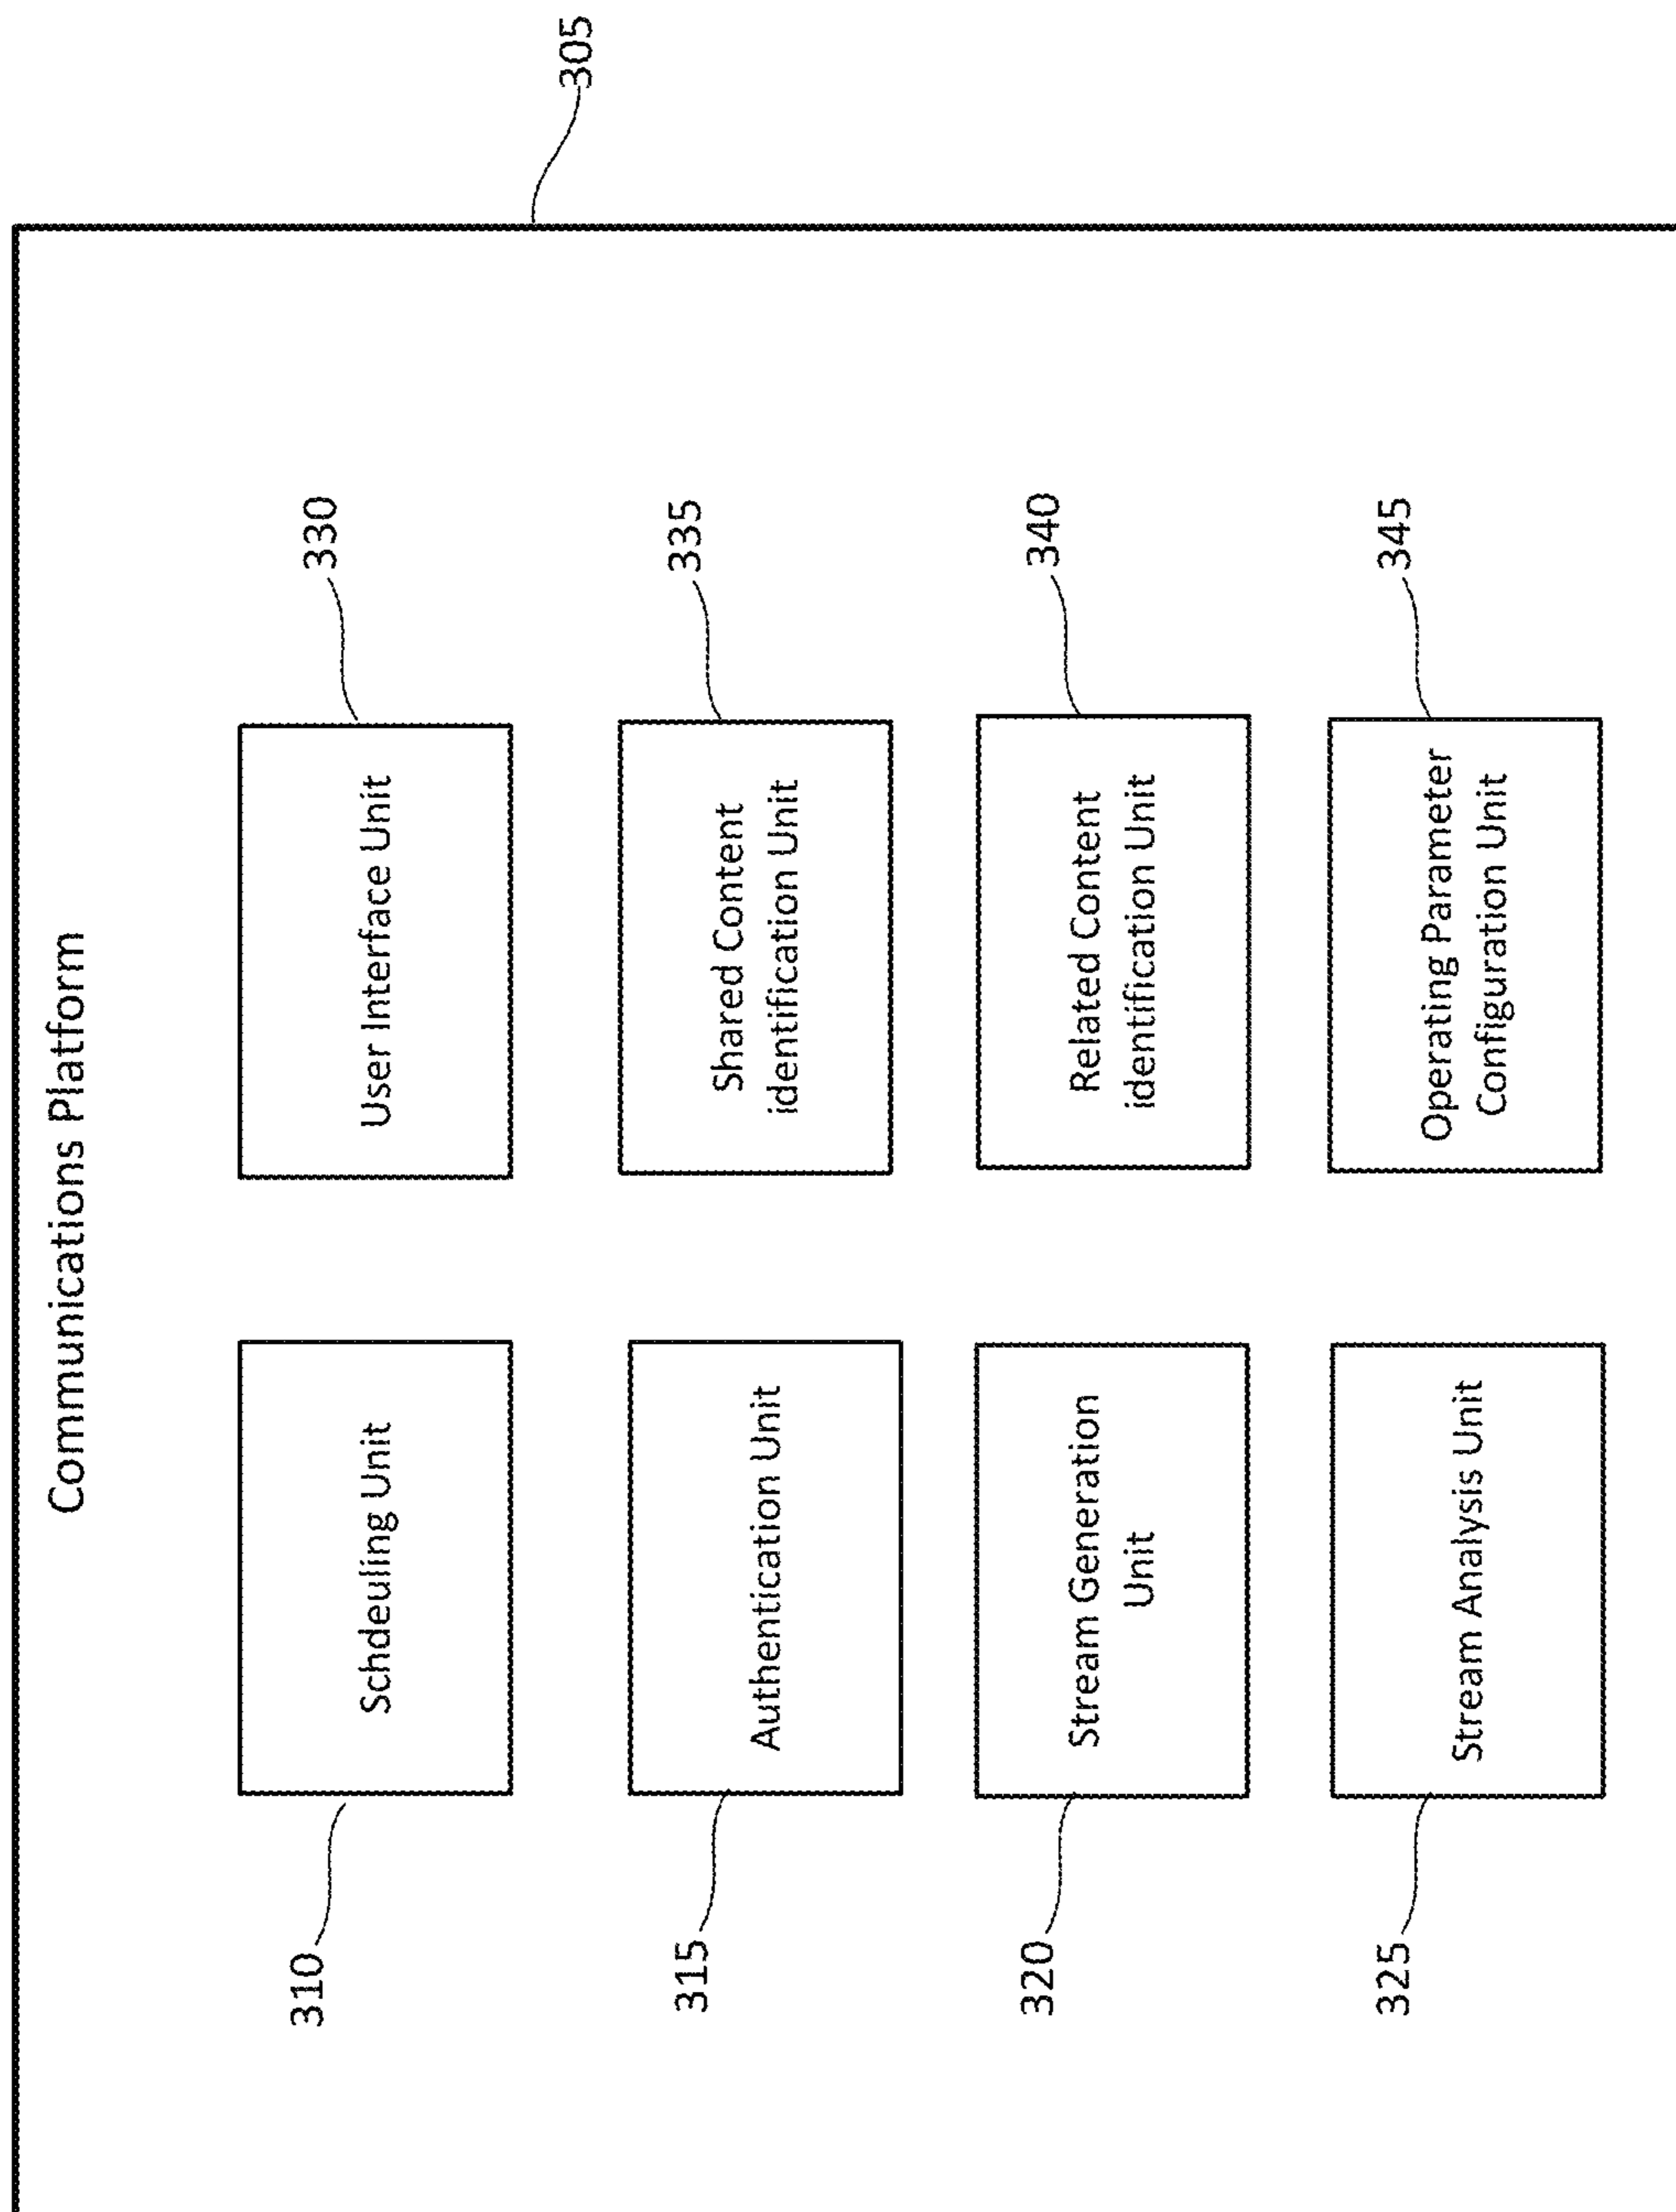 Communications Platform
305
310
Schdeuling Unit
User Interface Unit
330
315
Authentication Unit
Shared Content
identification Unit
335
320
Stream Generation
Unit
Related Content
identification Unit
340
325
Stream Analysis Unit
Operating Parameter
Configuration Unit
345